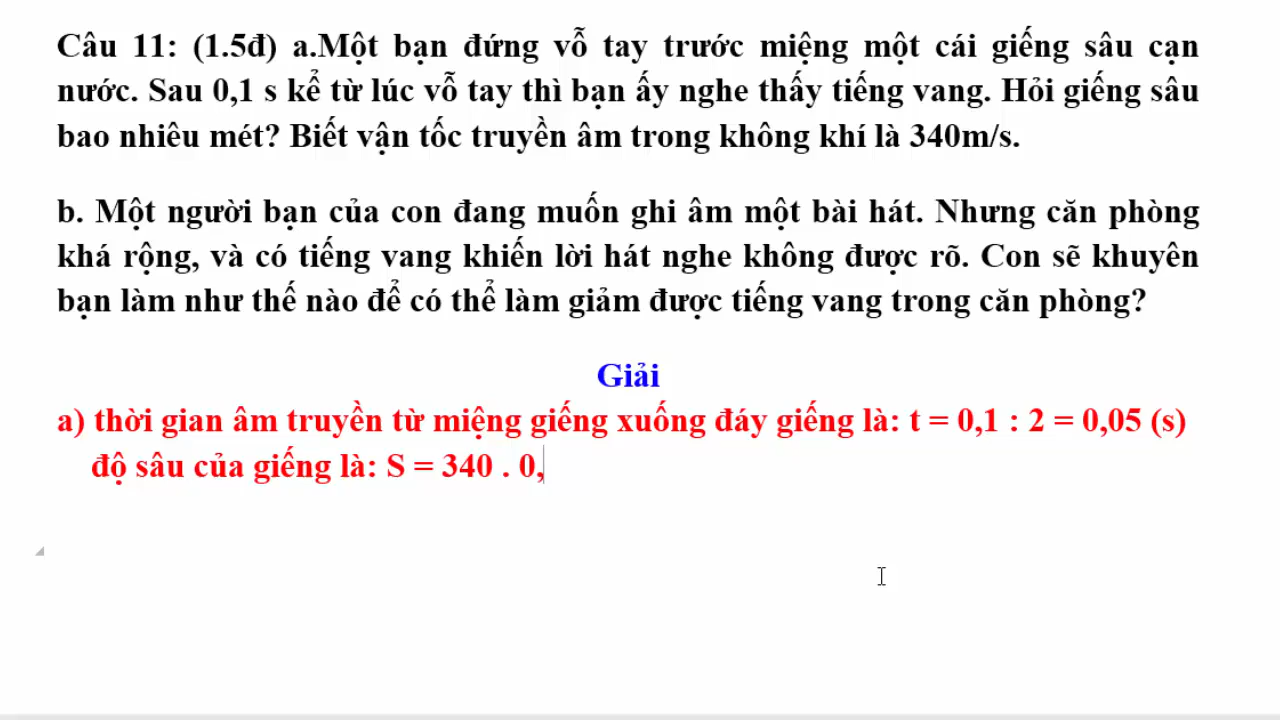 Câu 11: (1.5đ) a.Một bạn đứng vỗ tay trước miệng một cái giếng sâu cạn
nước. Sau 0,1 s kể từ lúc vỗ tay thì bạn ấy nghe thấy tiếng vang. Hỏi giếng sâu
bao nhiêu mét? Biết vận tốc truyền âm trong không khí là 340m/s.
b. Một người bạn của con đang muốn ghi âm một bài hát. Nhưng căn phòng
khá rộng, và có tiếng vang khiến lời hát nghe không được rõ. Con sẽ khuyên
bạn làm như thế nào để có thể làm giảm được tiếng vang trong căn phòng?
Giải
a) thời gian âm truyền từ miệng giếng xuống đáy giếng là: t = 0,1 : 2 = 0,05 (s)
độ sâu của giếng là: S = 340 . 0,